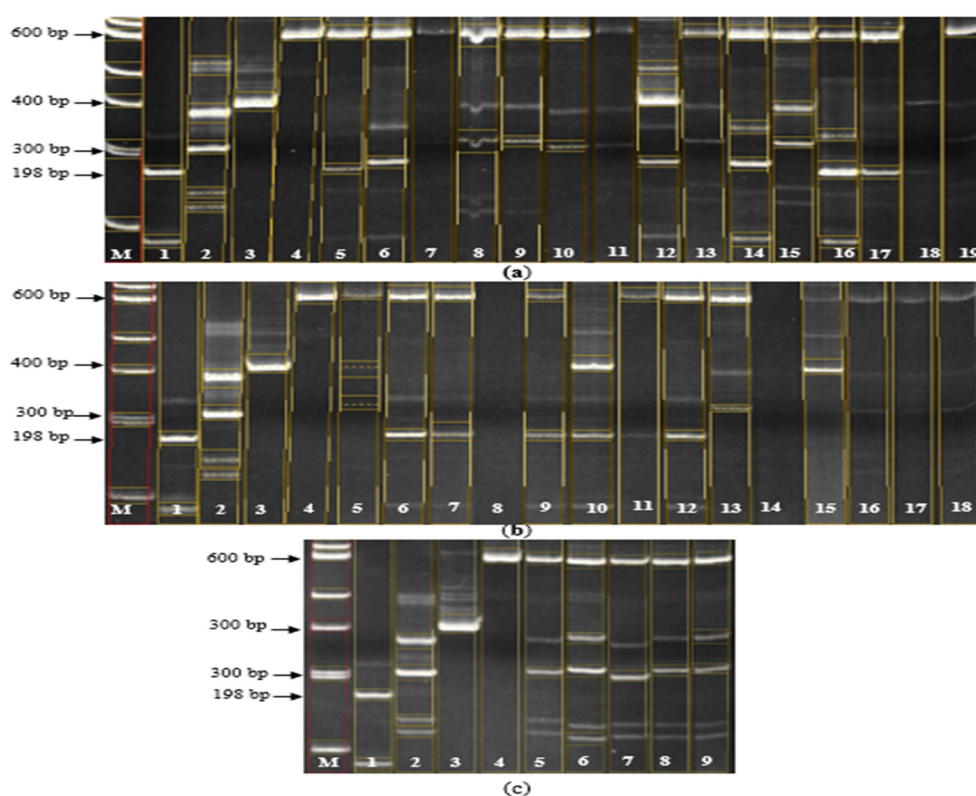 600 bp
400 bp
300 bp
198 bp
M 1 2 3 4 5 6 7 8 9 10 11 12 13 14 15 16 17 18 19
(a)
600 bp
400 bp
300 bp
198 bp
M 1 2 3 4 5 6 7 8 9 10 11 12 13 14 15 16 17 18
(b)
600 bp
300 bp
300 bp
198 bp
M 1 2 3 4 5 6 7 8 9
(c)